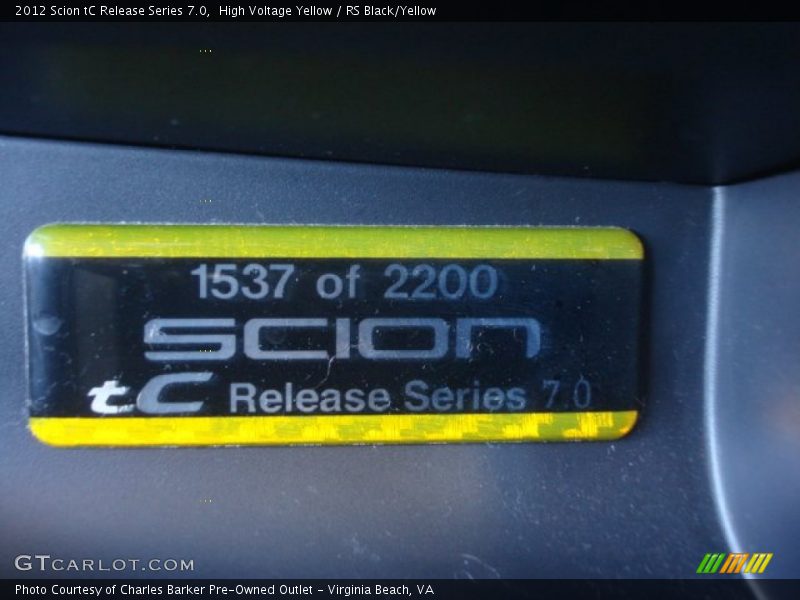 2012 Scion tC Release Series 7.0,  High Voltage Yellow / RS Black/Yellow
1537 of 2200
SCION
tC Release Series 7.0
GTCARLOT.COM
Photo Courtesy of Charles Barker Pre-Owned Outlet - Virginia Beach, VA